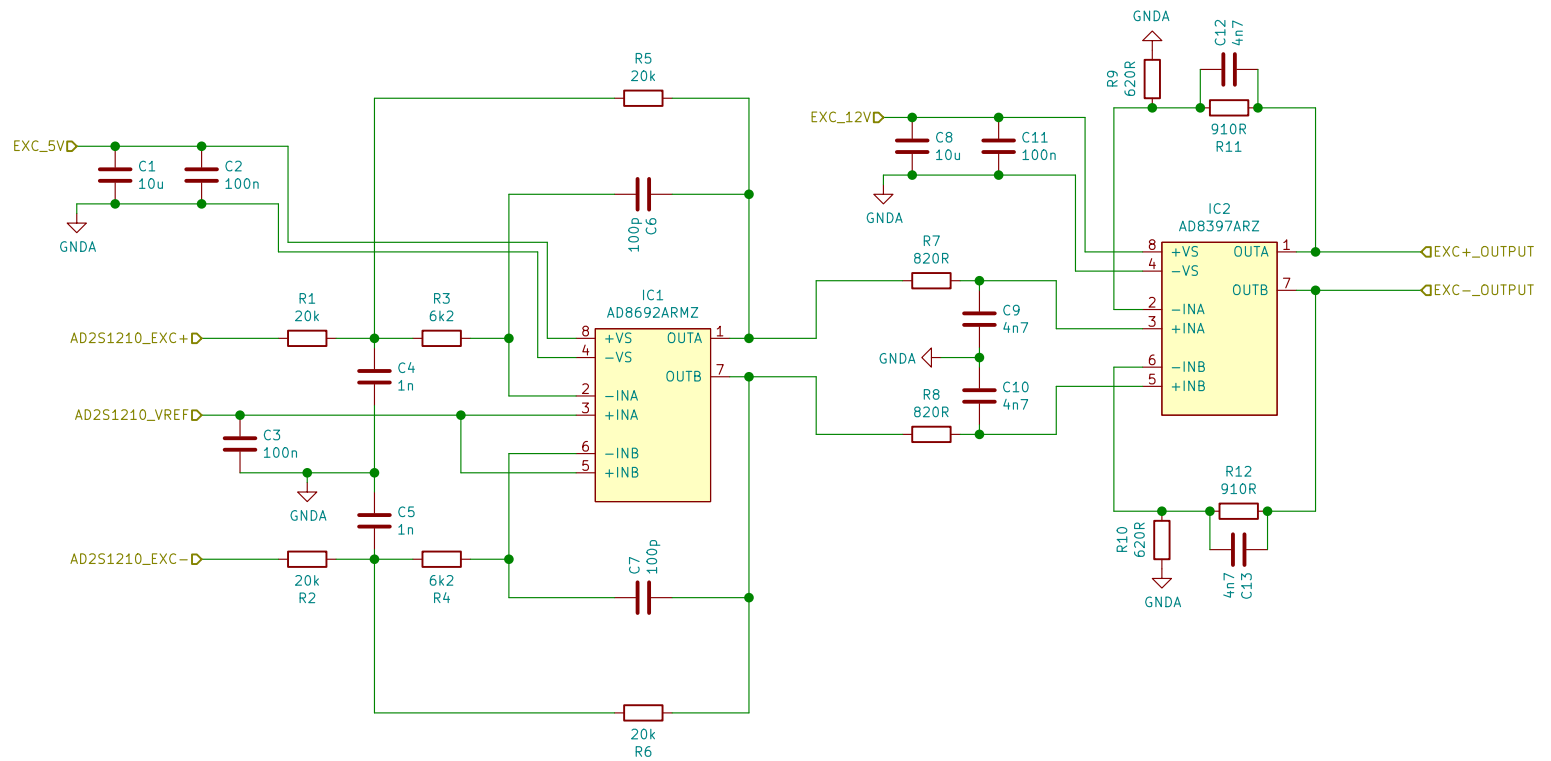 GNDA
C12
4n7
R9
620R
910R
R11
R5
20k
EXC_12V
C8
10u
C11
100n
GNDA
EXC_5V
C1
10u
C2
100n
GNDA
100p
C6
IC2
AD8397ARZ
8 +VS OUTA 1
4 -VS
OUTB 7
2 -INA
3 +INA
6 -INB
5 +INB
EXC+_OUTPUT
EXC-_OUTPUT
R7
820R
C9
4n7
GNDA
C10
4n7
R8
820R
R1
20k
R3
6k2
IC1
AD8692ARMZ
AD2S1210_EXC+
8 +VS OUTA 1
4 -VS
OUTB 7
2 -INA
3 +INA
6 -INB
5 +INB
C4
1n
AD2S1210_VREF
C3
100n
GNDA
C5
1n
AD2S1210_EXC-
20k
R2
6k2
R4
C7
100p
20k
R6
R12
910R
R10
620R
4n7
C13
GNDA